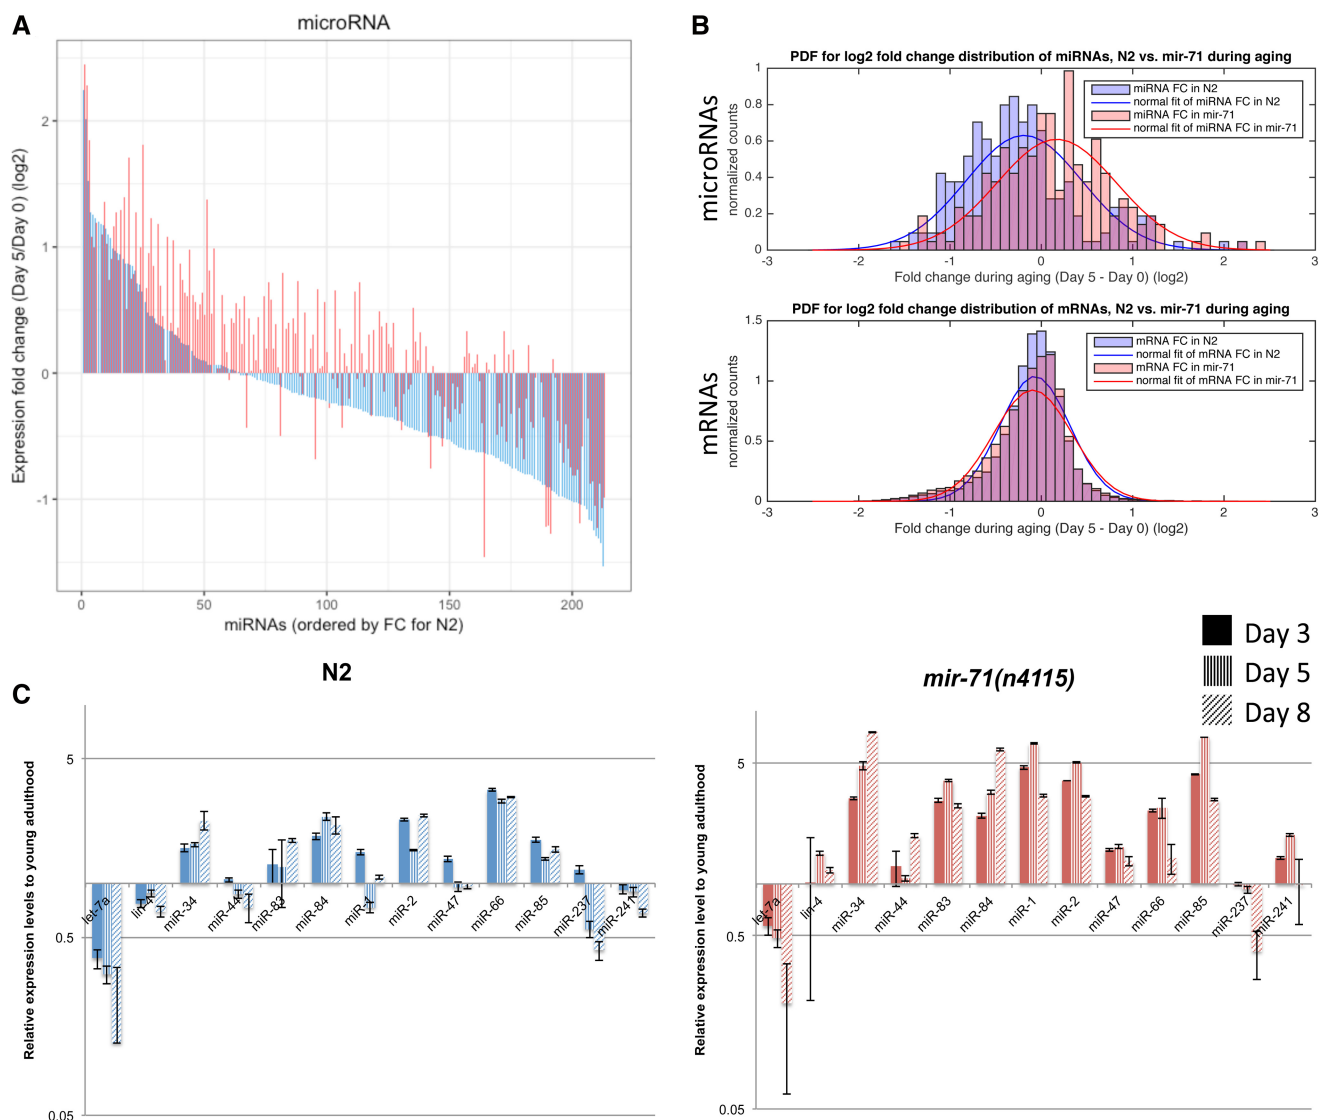 A
microRNA
Expression fold change (Day 5/Day 0) (log2)
2
1
0
-1
0 50 100 150 200
miRNAs (ordered by FC for N2)
B
PDF for log2 fold change distribution of miRNAs, N2 vs. mir-71 during aging
microRNAs
normalized counts
1
0.8
0.6
0.4
0.2
0
miRNA FC in N2
normal fit of miRNA FC in N2
miRNA FC in mir-71
normal fit of miRNA FC in mir-71
-3 -2 -1 0 1 2 3
Fold change during aging (Day 5 - Day 0) (log2)
PDF for log2 fold change distribution of mRNAs, N2 vs. mir-71 during aging
mRNAs
normalized counts
1.5
1
0.5
0
mRNA FC in N2
normal fit of mRNA FC in N2
mRNA FC in mir-71
normal fit of mRNA FC in mir-71
-3 -2 -1 0 1 2 3
Fold change during aging (Day 5 - Day 0) (log2)
C
N2
Relative expression levels to young adulthood
5
0.5
0.05
let-7a lin-4 miR-34 miR-44 miR-83 miR-84 miR-1 miR-2 miR-47 miR-66 miR-85 miR-237 miR-241
mir-71(n4115)
Day 3
Day 5
Day 8
Relative expression level to young adulthood
5
0.5
0.05
let-7a lin-4 miR-34 miR-44 miR-83 miR-84 miR-1 miR-2 miR-47 miR-66 miR-85 miR-237 miR-241